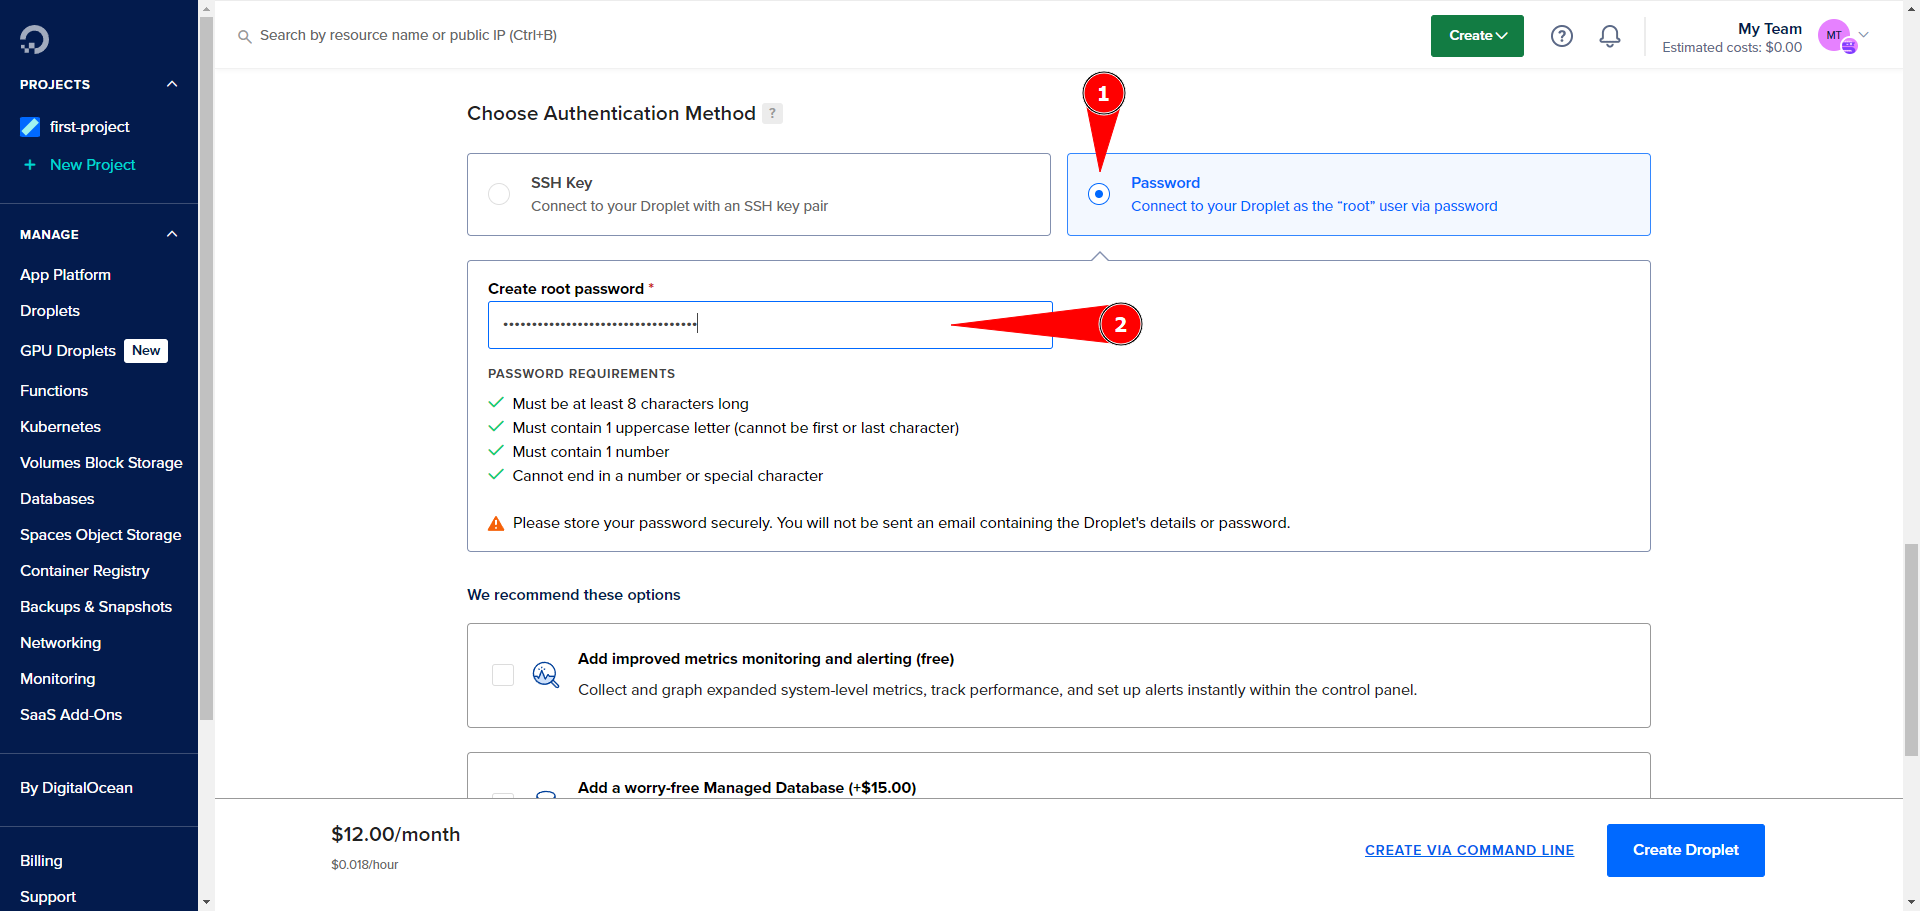 Search by resource name or public IP (Ctrl+B)
Create
My Team
Estimated costs: $0.00
MT
PROJECTS
first-project
+ New Project
MANAGE
App Platform
Droplets
GPU Droplets New
Functions
Kubernetes
Volumes Block Storage
Databases
Spaces Object Storage
Container Registry
Backups & Snapshots
Networking
Monitoring
SaaS Add-Ons
By DigitalOcean
Billing
Support
Choose Authentication Method ?
1
SSH Key
Connect to your Droplet with an SSH key pair
Password
Connect to your Droplet as the “root” user via password
Create root password *
••••••••••••••••••••••••••••••••••
2
PASSWORD REQUIREMENTS
Must be at least 8 characters long
Must contain 1 uppercase letter (cannot be first or last character)
Must contain 1 number
Cannot end in a number or special character
Please store your password securely. You will not be sent an email containing the Droplet's details or password.
We recommend these options
Add improved metrics monitoring and alerting (free)
Collect and graph expanded system-level metrics, track performance, and set up alerts instantly within the control panel.
Add a worry-free Managed Database (+$15.00)
$12.00/month
$0.018/hour
CREATE VIA COMMAND LINE
Create Droplet